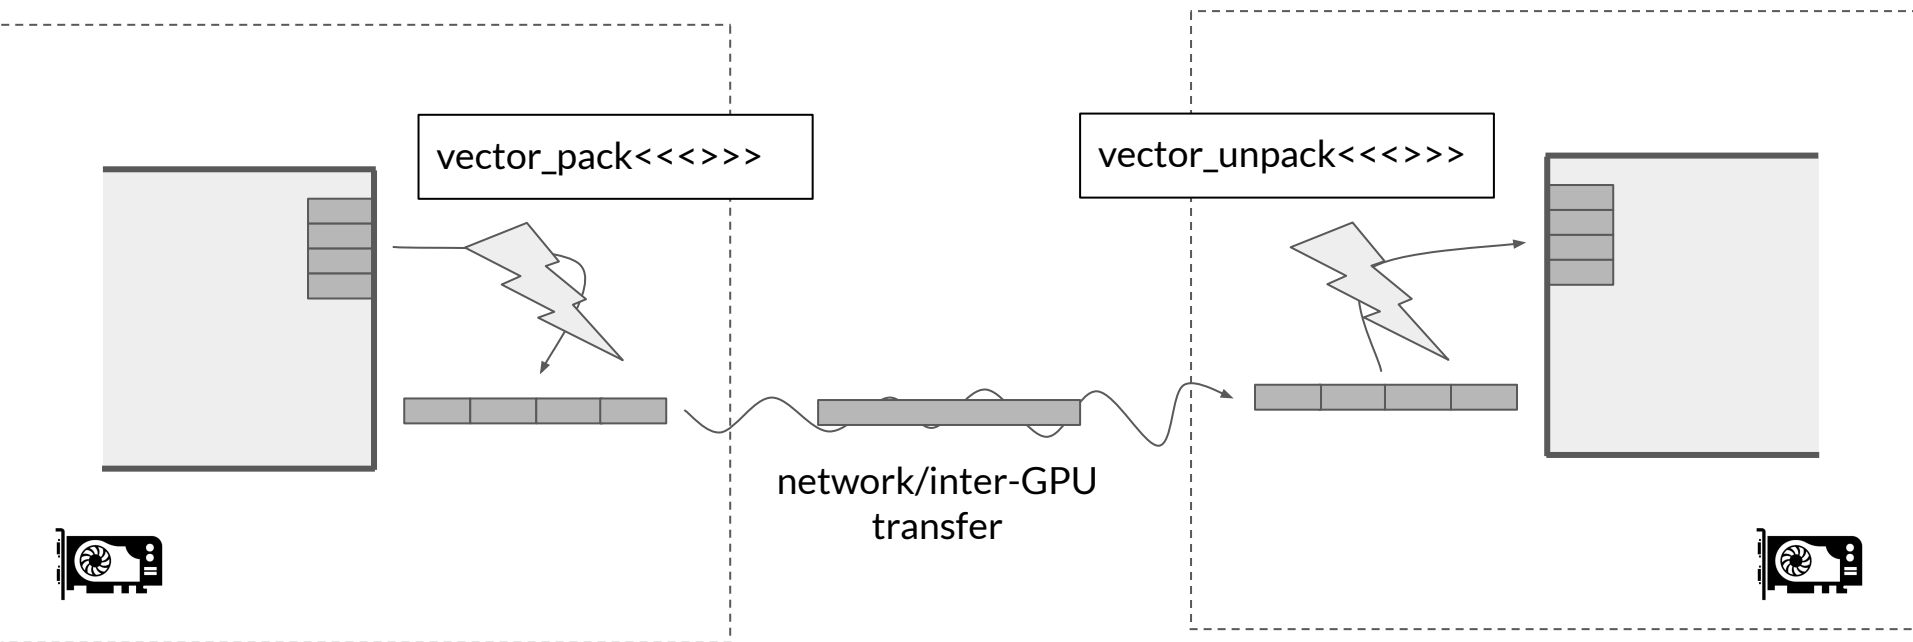 vector_pack<<<>>>
vector_unpack<<<>>>
network/inter-GPU
transfer